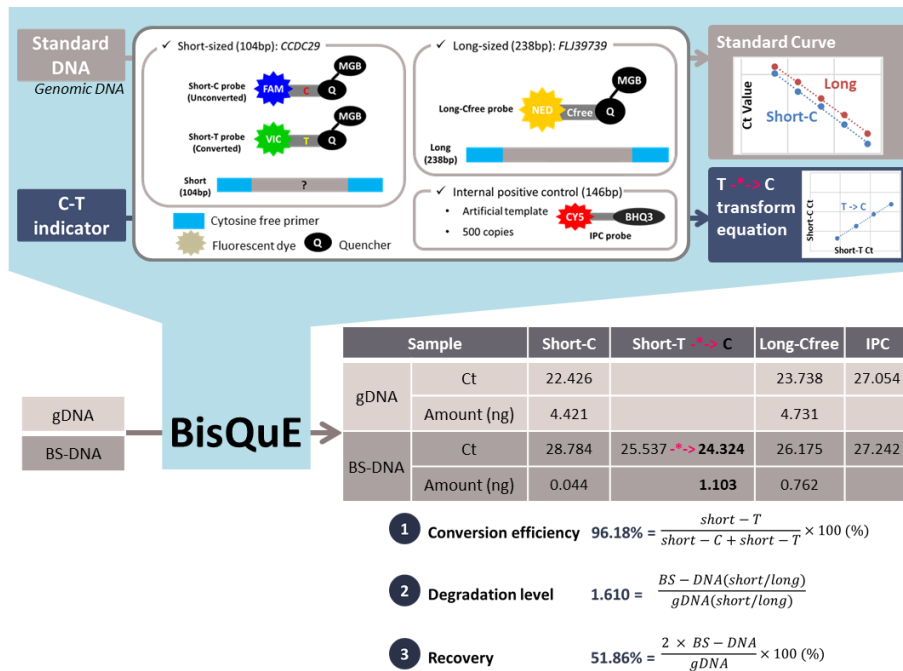 Standard DNA
Genomic DNA
C-T indicator
✓ Short-sized (104bp): CCDC29
Short-C probe (Unconverted)
FAM
C
Q
MGB
Short-T probe (Converted)
VIC
T
Q
MGB
Short (104bp)
?
Cytosine free primer
Fluorescent dye
Q
Quencher
✓ Long-sized (238bp): FLJ39739
Long-Cfree probe
NED
Cfree
Q
MGB
Long (238bp)
✓ Internal positive control (146bp)
• Artificial template
• 500 copies
CY5
BHQ3
IPC probe
Standard Curve
Ct Value
Long
Short-C
T -*-> C transform equation
Short-C Ct
T -> C
Short-T Ct
gDNA
BS-DNA
BisQuE
Sample Short-C Short-T -*-> C Long-Cfree IPC
gDNA
Ct 22.426 23.738 27.054
Amount (ng) 4.421 4.731
BS-DNA
Ct 28.784 25.537 -*-> 24.324 26.175 27.242
Amount (ng) 0.044 1.103 0.762
1 Conversion efficiency 96.18% = short − T / short − C + short − T × 100 (%)
2 Degradation level 1.610 = BS − DNA(short/long) / gDNA(short/long)
3 Recovery 51.86% = 2 × BS − DNA / gDNA × 100 (%)